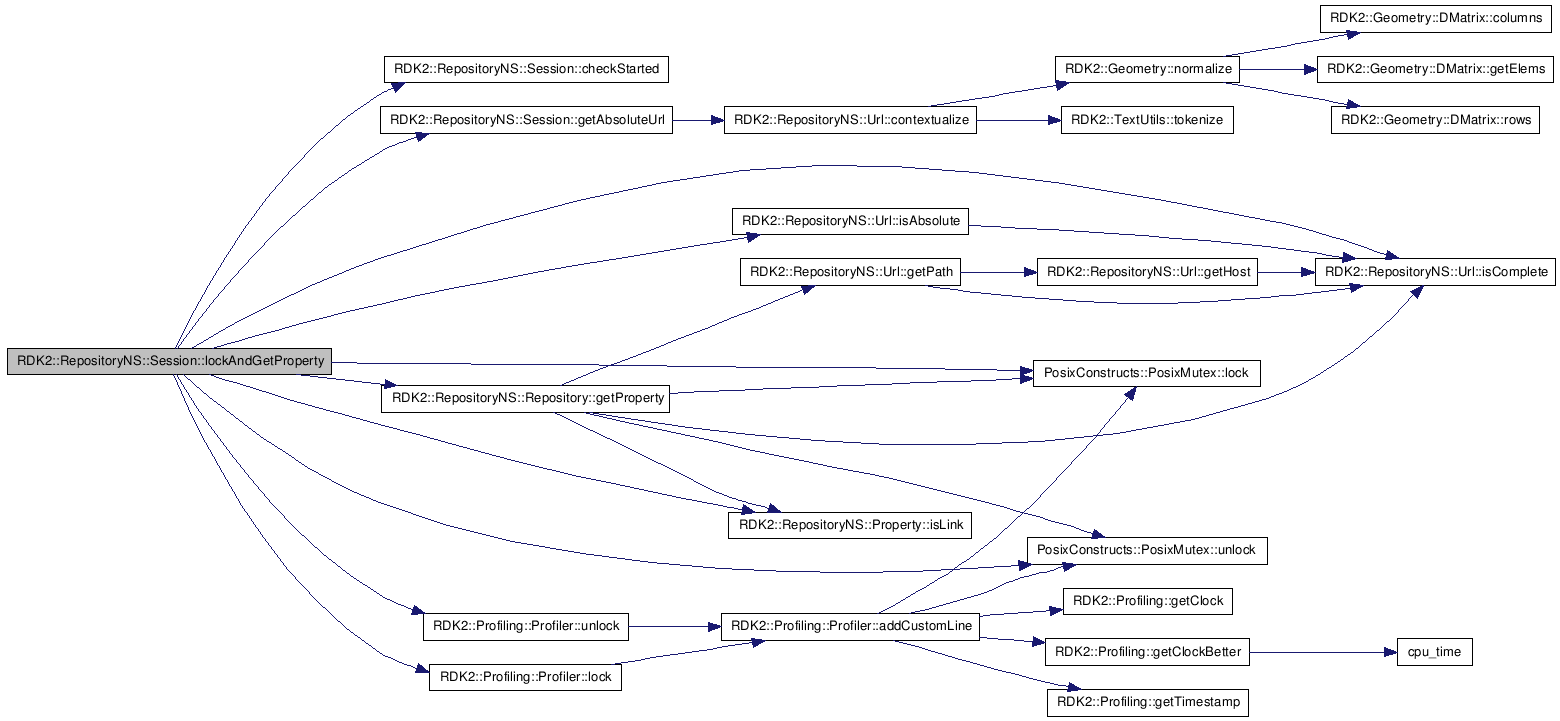 RDK2::Geometry::DMatrix::columns
RDK2::RepositoryNS::Session::checkStarted
RDK2::Geometry::normalize
RDK2::Geometry::DMatrix::getElems
RDK2::RepositoryNS::Session::getAbsoluteUrl
RDK2::RepositoryNS::Url::contextualize
RDK2::TextUtils::tokenize
RDK2::Geometry::DMatrix::rows
RDK2::RepositoryNS::Url::isAbsolute
RDK2::RepositoryNS::Url::getPath
RDK2::RepositoryNS::Url::getHost
RDK2::RepositoryNS::Url::isComplete
RDK2::RepositoryNS::Session::lockAndGetProperty
PosixConstructs::PosixMutex::lock
RDK2::RepositoryNS::Repository::getProperty
RDK2::RepositoryNS::Property::isLink
PosixConstructs::PosixMutex::unlock
RDK2::Profiling::getClock
RDK2::Profiling::Profiler::unlock
RDK2::Profiling::Profiler::addCustomLine
RDK2::Profiling::getClockBetter
cpu_time
RDK2::Profiling::Profiler::lock
RDK2::Profiling::getTimestamp